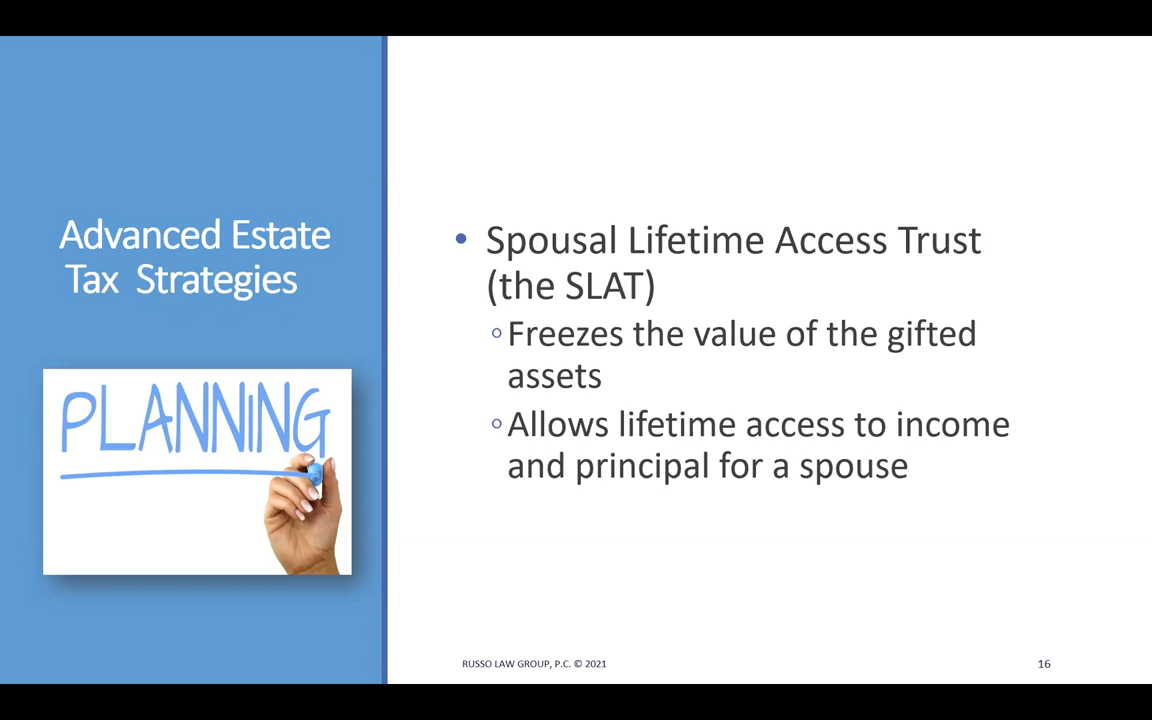 Advanced Estate
Tax Strategies
PLANNING
• Spousal Lifetime Access Trust
(the SLAT)
◦Freezes the value of the gifted
assets
◦Allows lifetime access to income
and principal for a spouse
RUSSO LAW GROUP, P.C. © 2021
16